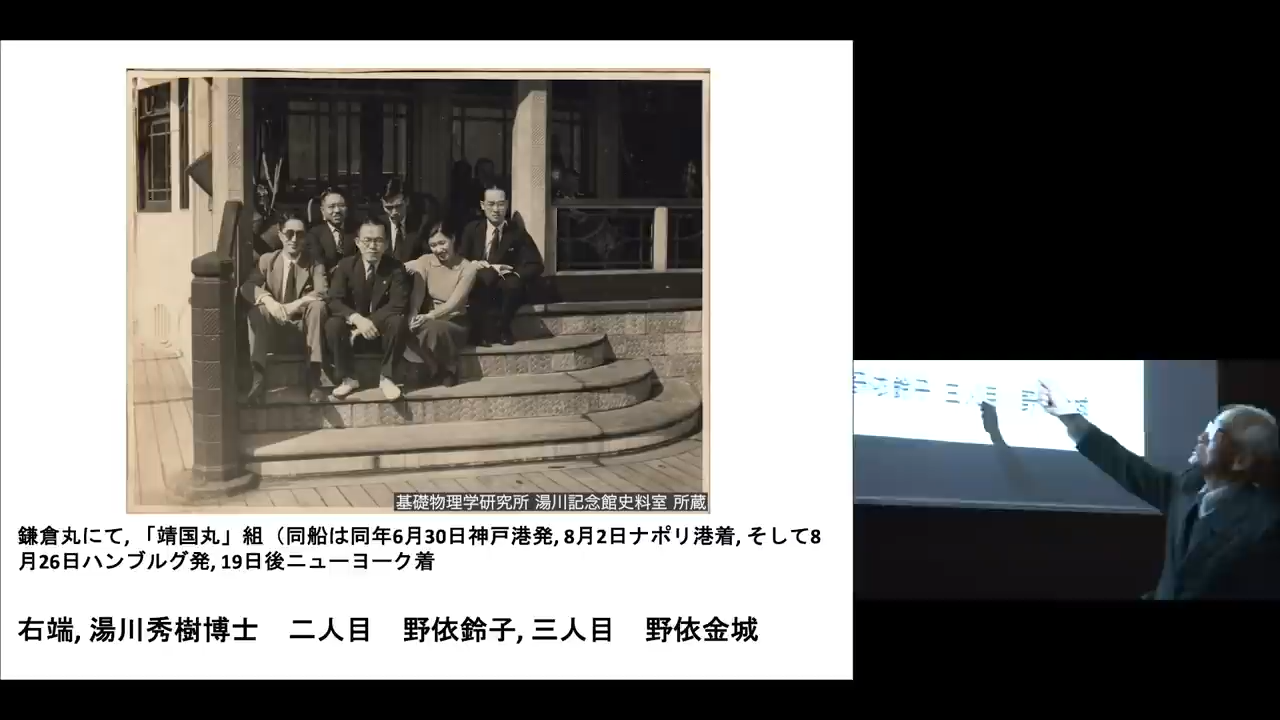 基礎物理学研究所 湯川記念館史料室 所蔵
鎌倉丸にて, 「靖国丸」組（同船は同年6月30日神戸港発, 8月2日ナポリ港着, そして8
月26日ハンブルグ発, 19日後ニューヨーク着
右端, 湯川秀樹博士　二人目　野依鈴子, 三人目　野依金城
鈴子 三人目